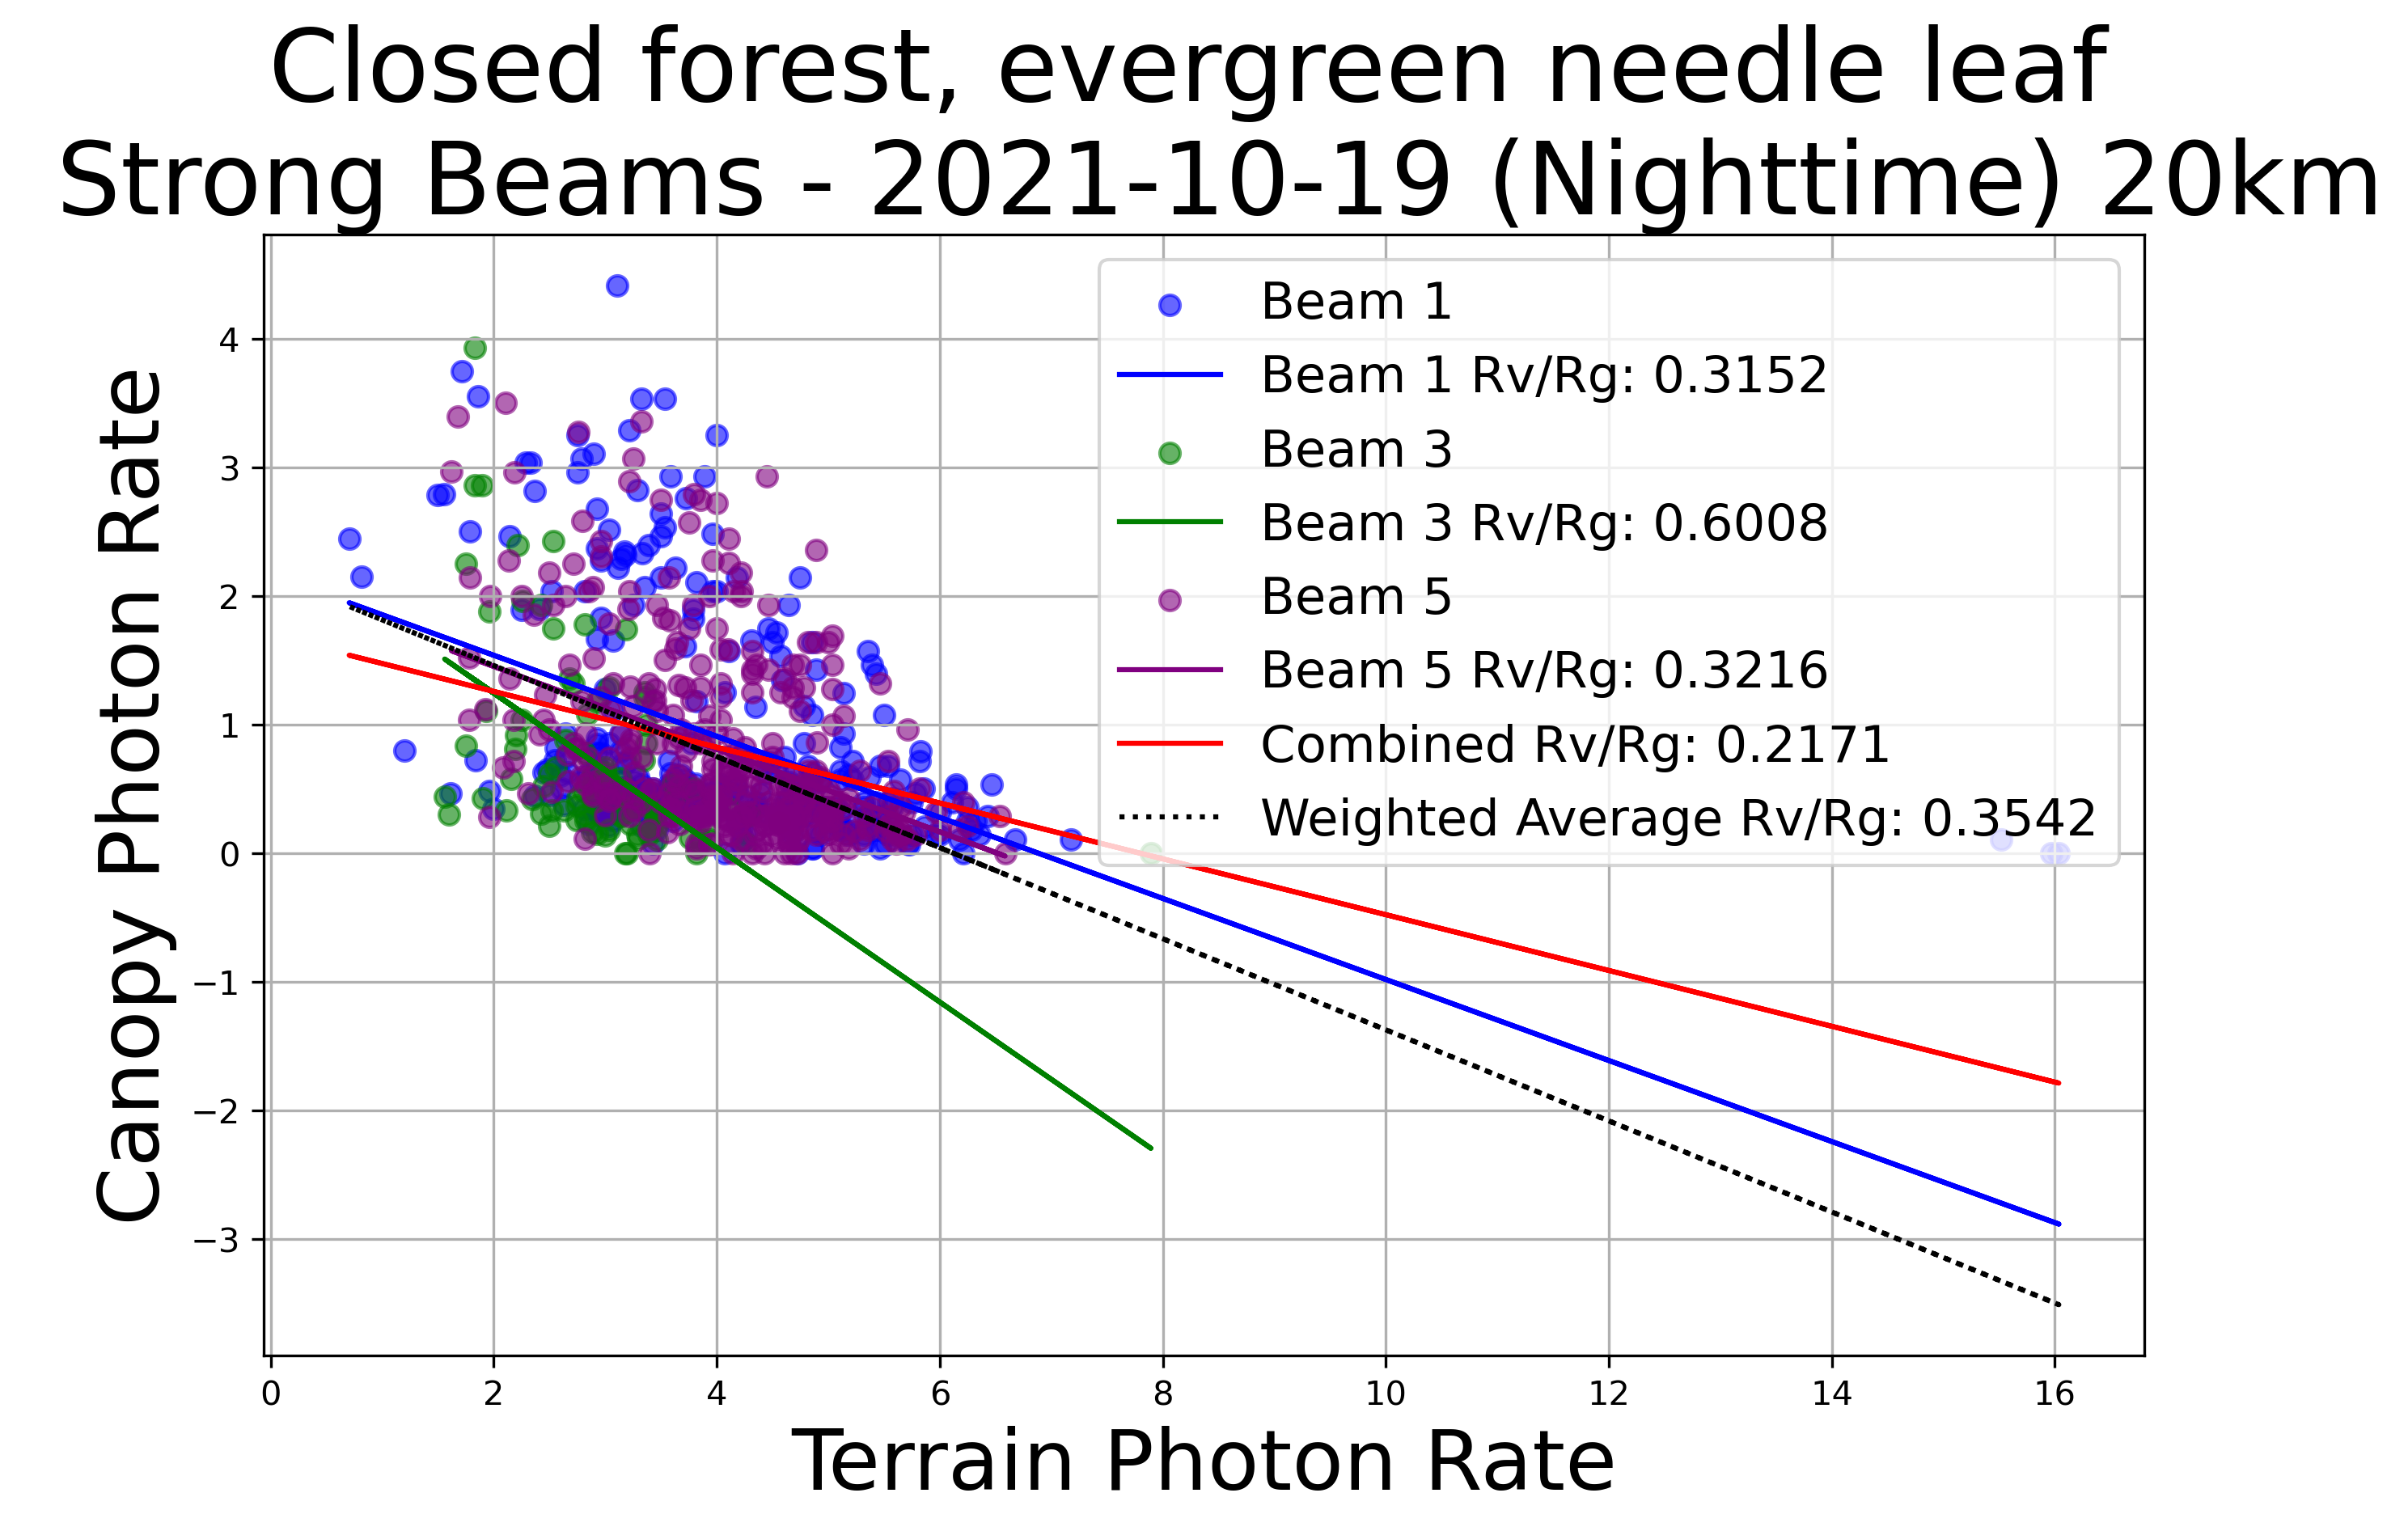 Closed forest, evergreen needle leaf
Strong Beams - 2021-10-19 (Nighttime) 20km
Canopy Photon Rate
4
3
2
1
0
−1
−2
−3
Beam 1
Beam 1 Rv/Rg: 0.3152
Beam 3
Beam 3 Rv/Rg: 0.6008
Beam 5
Beam 5 Rv/Rg: 0.3216
Combined Rv/Rg: 0.2171
Weighted Average Rv/Rg: 0.3542
0 2 4 6 8 10 12 14 16
Terrain Photon Rate